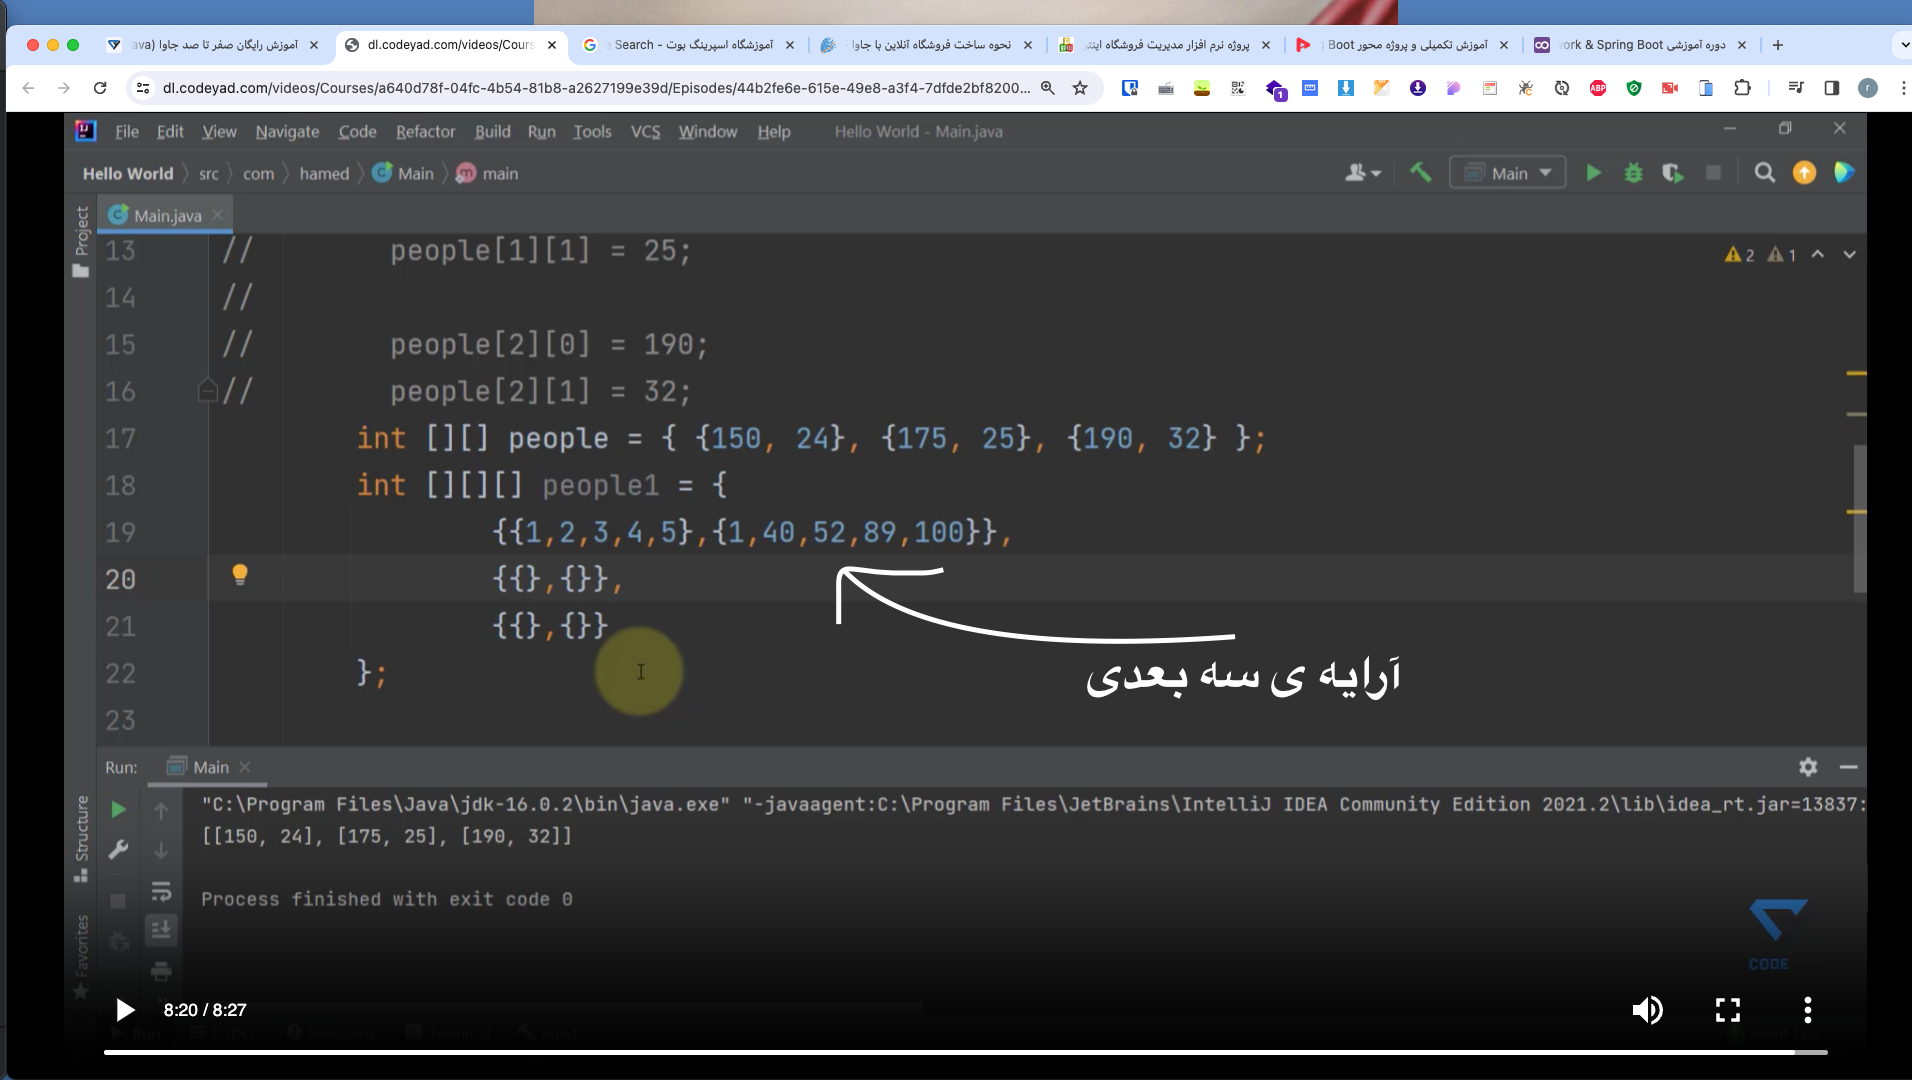 آموزش رایگان صفر تا صد جاوا (ava
dl.codeyad.com/videos/Cours
آموزشگاه اسپرینگ بوت - Search
نحوه ساخت فروشگاه آنلاین با جاوا -
پروژه نرم افزار مدیریت فروشگاه اینتر
آموزش تکمیلی و پروژه محور Boot
دوره آموزشی ork & Spring Boot
dl.codeyad.com/videos/Courses/a640d78f-04fc-4b54-81b8-a2627199e39d/Episodes/44b2fe6e-615e-49e8-a3f4-7dfde2bf8200...
1
ABP
r
File Edit View Navigate Code Refactor Build Run Tools VCS Window Help Hello World - Main.java
Hello World src com hamed Main main
Main
Project
Main.java
2 1
13 // people[1][1] = 25;
14 //
15 // people[2][0] = 190;
16 // people[2][1] = 32;
17 int [][] people = { {150, 24}, {175, 25}, {190, 32} };
18 int [][][] people1 = {
19 {{1,2,3,4,5},{1,40,52,89,100}},
20 {{},{}},
21 {{},{}}
22 };
23
آرایه ی سه بعدی
Run: Main
"C:\Program Files\Java\jdk-16.0.2\bin\java.exe" "-javaagent:C:\Program Files\JetBrains\IntelliJ IDEA Community Edition 2021.2\lib\idea_rt.jar=13837:
[[150, 24], [175, 25], [190, 32]]
Process finished with exit code 0
Structure
Favorites
CODE
8:20 / 8:27
Run TODO Problems Terminal Build